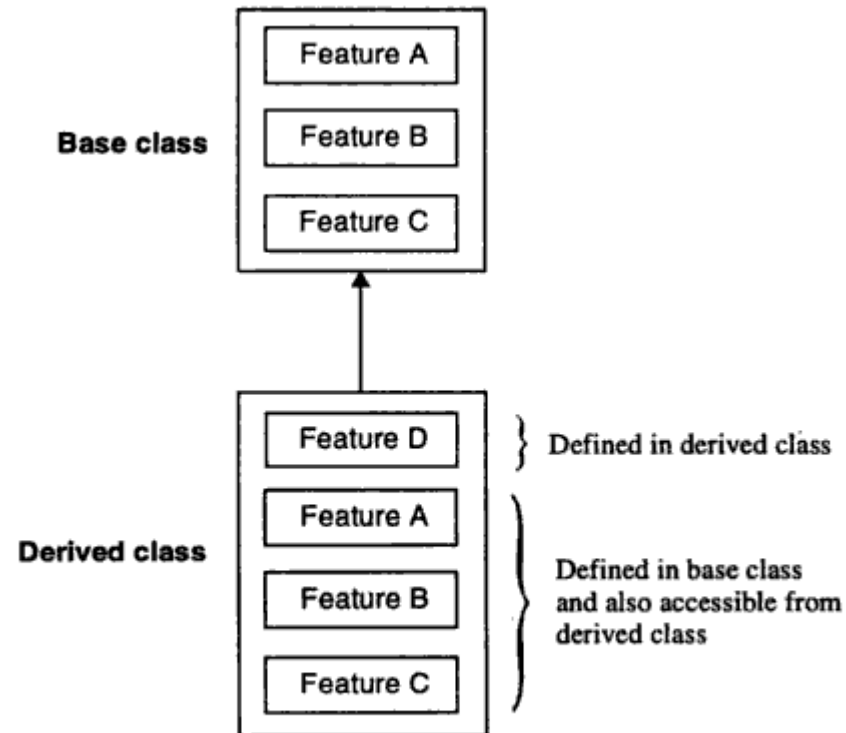 Feature A
Base class
Feature B
Feature C
Feature D
Defined in derived class
Feature A
Derived class
Defined in base class
and also accessible from
derived class
Feature B
Feature C